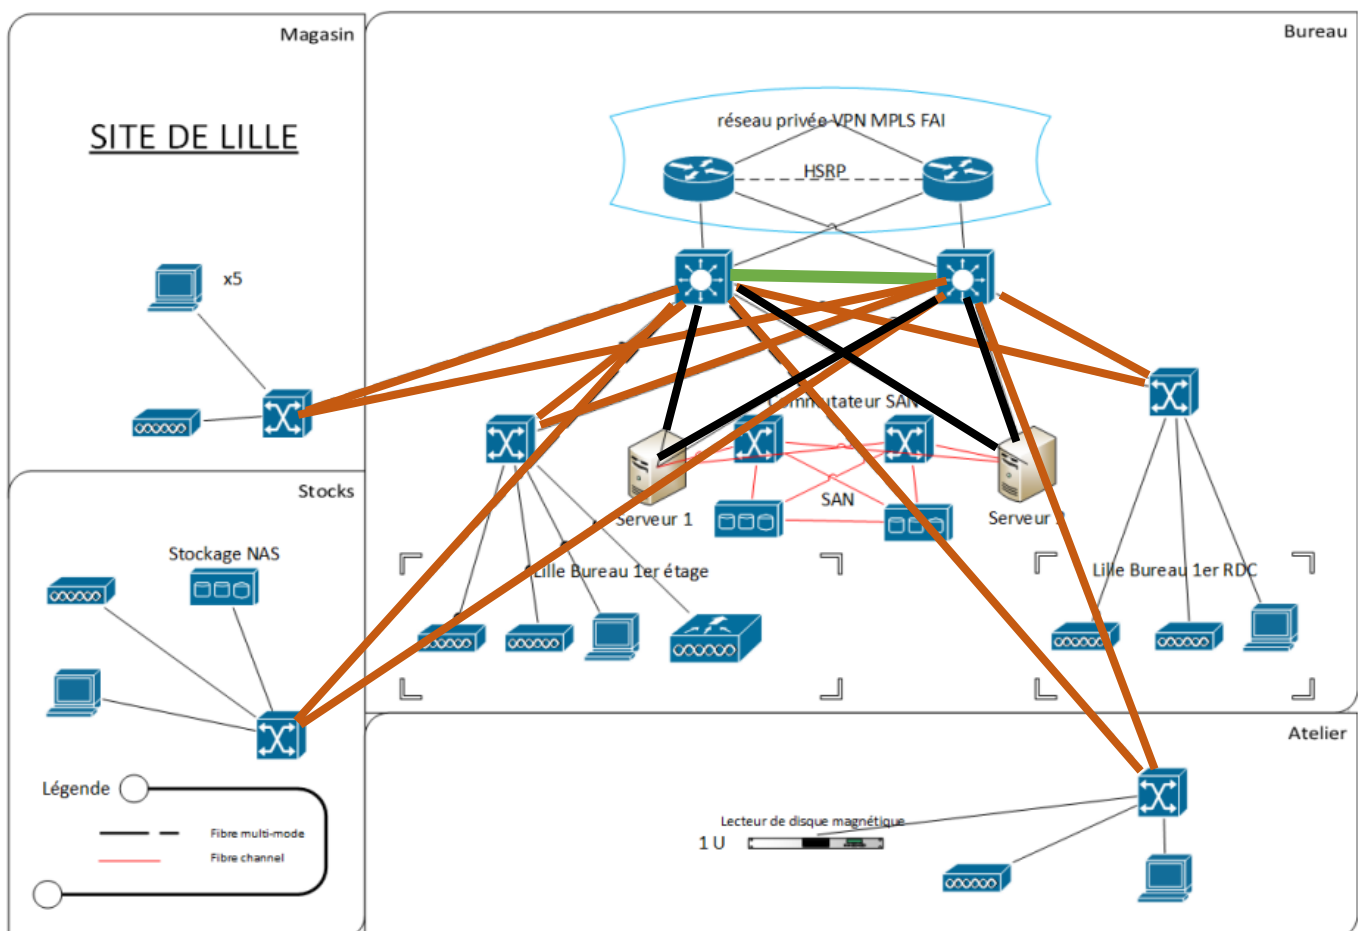 Magasin
Bureau
SITE DE LILLE
réseau privée VPN MPLS FAI
HSRP
x5
Commutateur SAN
Stocks
SAN
Serveur 1
Serveur 2
Stockage NAS
Lille Bureau 1er étage
Lille Bureau 1er RDC
Atelier
Légende
Fibre multi-mode
Fibre channel
Lecteur de disque magnétique
1 U